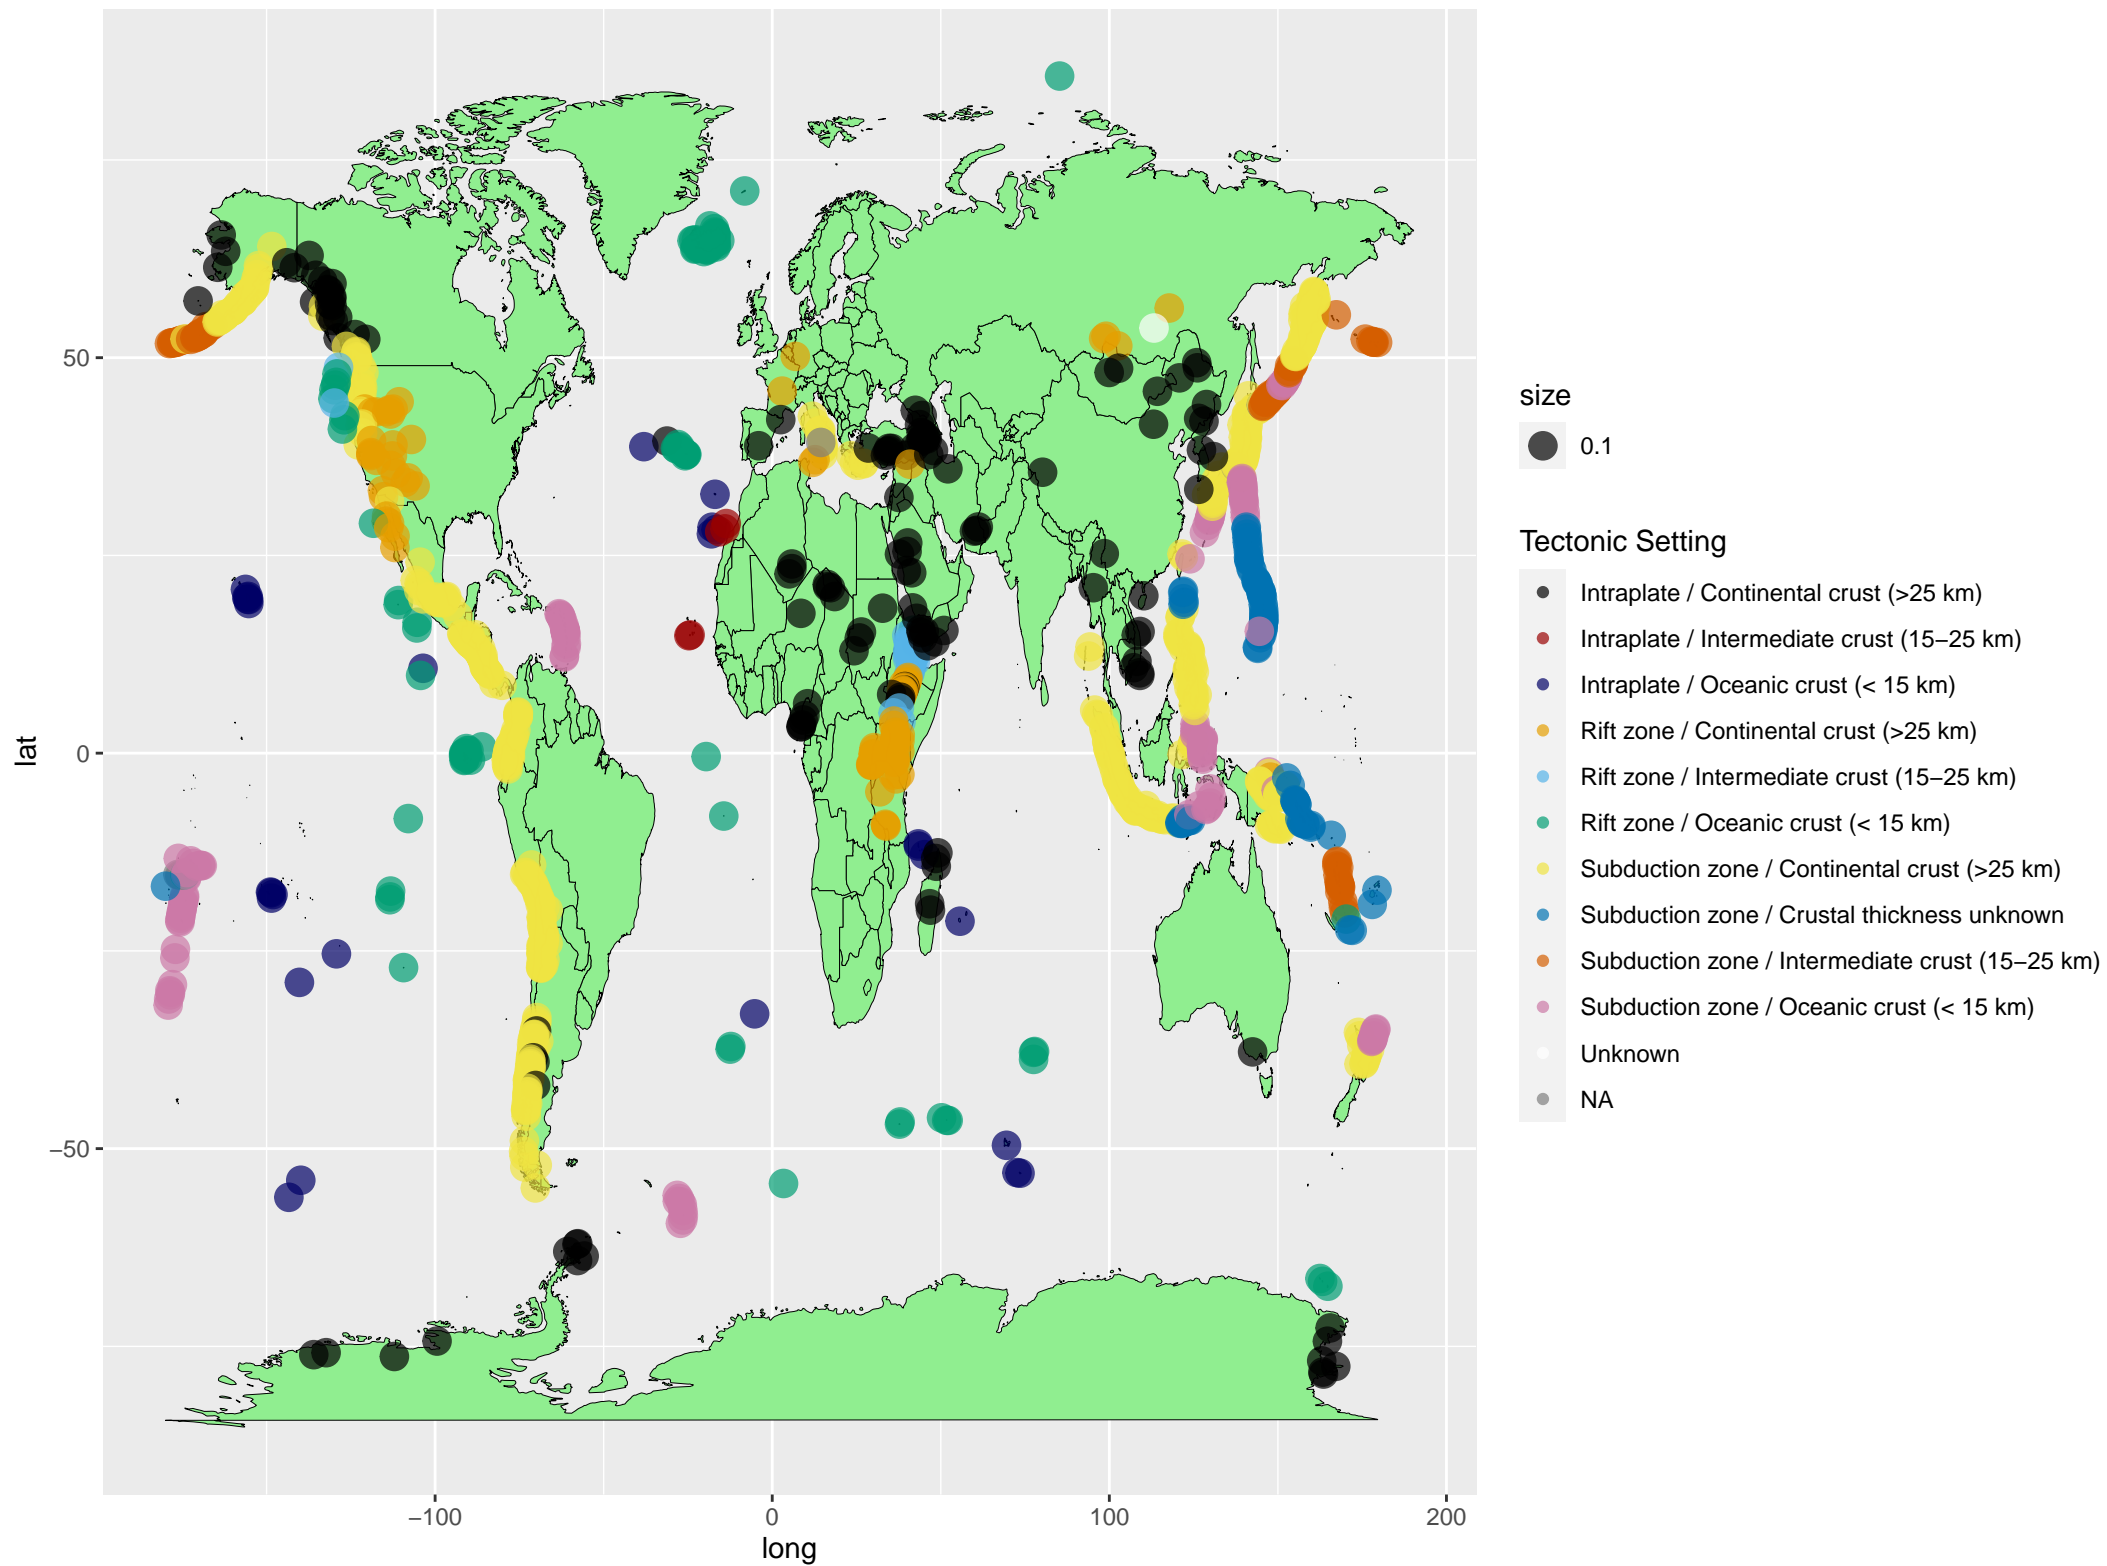 50
0
−50
−100
0
100
200
long
lat
size
0.1
Tectonic Setting
Intraplate / Continental crust (>25 km)
Intraplate / Intermediate crust (15−25 km)
Intraplate / Oceanic crust (< 15 km)
Rift zone / Continental crust (>25 km)
Rift zone / Intermediate crust (15−25 km)
Rift zone / Oceanic crust (< 15 km)
Subduction zone / Continental crust (>25 km)
Subduction zone / Crustal thickness unknown
Subduction zone / Intermediate crust (15−25 km)
Subduction zone / Oceanic crust (< 15 km)
Unknown
NA